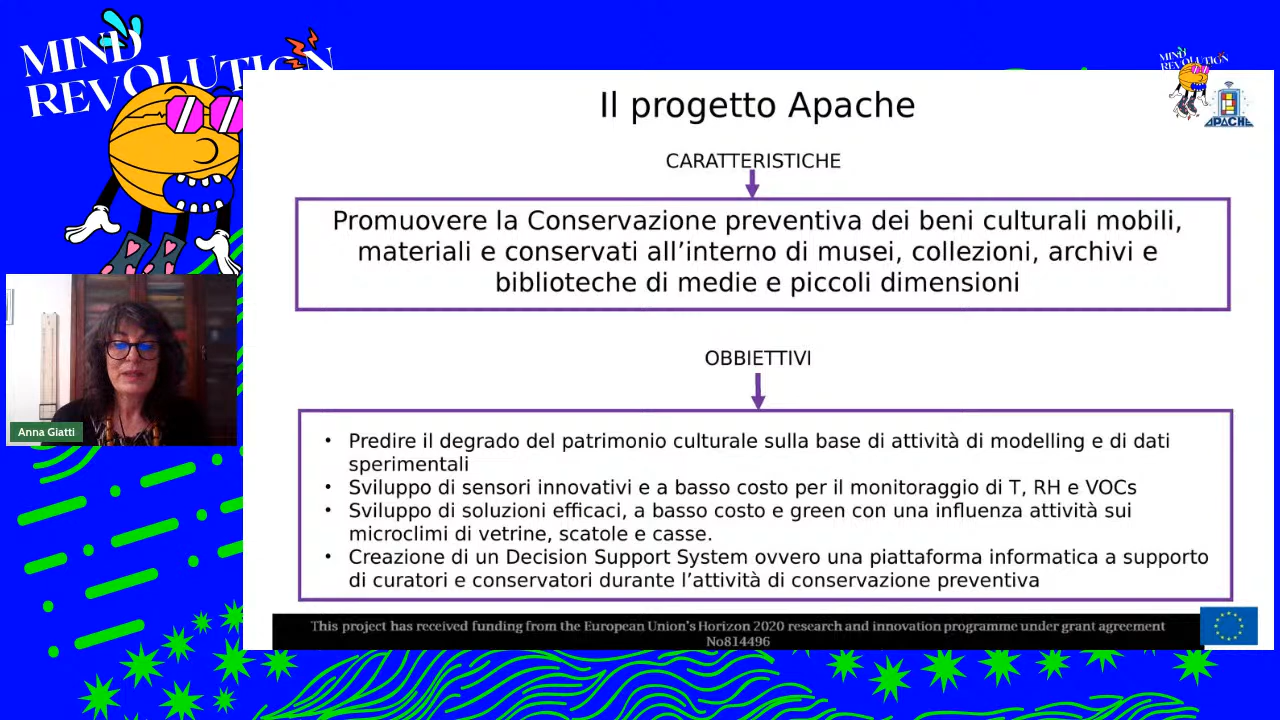 MIND
REVOLUTION
MIND
REVOLUTION
APACHE
Il progetto Apache
CARATTERISTICHE
Promuovere la Conservazione preventiva dei beni culturali mobili,
materiali e conservati all’interno di musei, collezioni, archivi e
biblioteche di medie e piccoli dimensioni
OBBIETTIVI
• Predire il degrado del patrimonio culturale sulla base di attività di modelling e di dati
sperimentali
• Sviluppo di sensori innovativi e a basso costo per il monitoraggio di T, RH e VOCs
• Sviluppo di soluzioni efficaci, a basso costo e green con una influenza attività sui
microclimi di vetrine, scatole e casse.
• Creazione di un Decision Support System ovvero una piattaforma informatica a supporto
di curatori e conservatori durante l’attività di conservazione preventiva
Anna Giatti
This project has received funding from the European Union's Horizon 2020 research and innovation programme under grant agreement
No814496